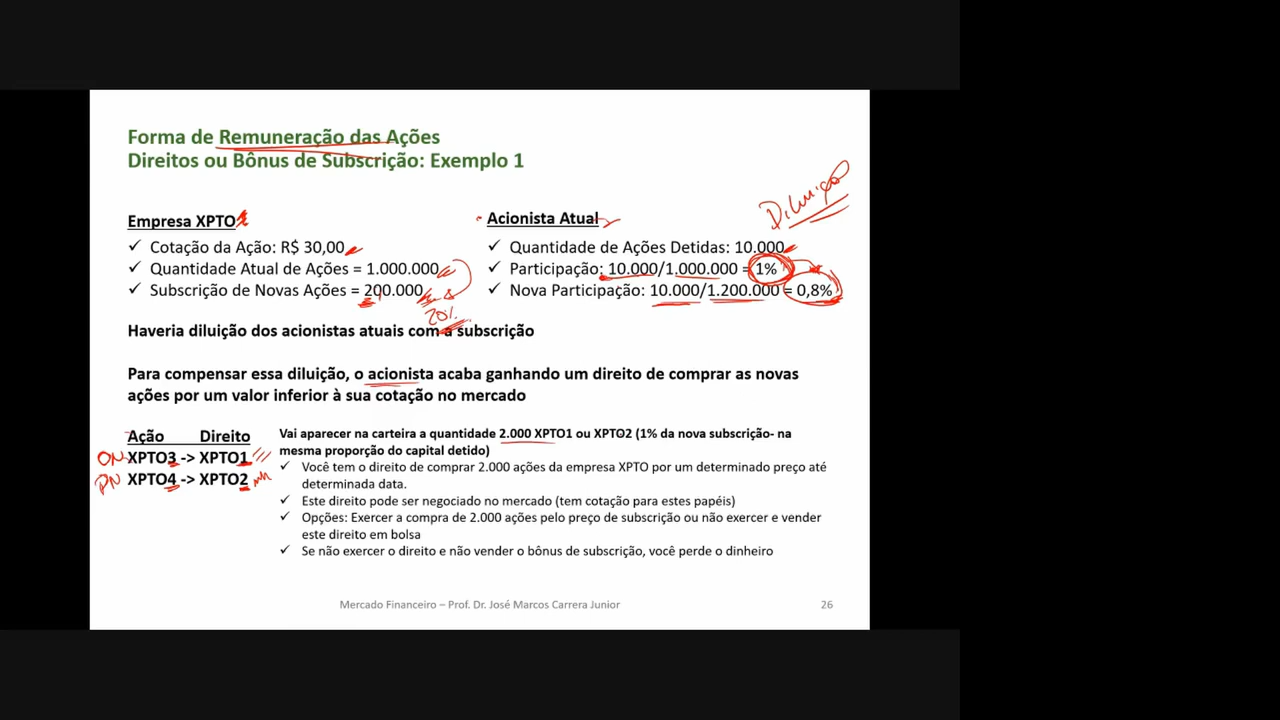 Forma de Remuneração das Ações
Direitos ou Bônus de Subscrição: Exemplo 1
Diluição
Empresa XPTO
✓ Cotação da Ação: R$ 30,00
✓ Quantidade Atual de Ações = 1.000.000
✓ Subscrição de Novas Ações = 200.000
20%
Acionista Atual
✓ Quantidade de Ações Detidas: 10.000
✓ Participação: 10.000/1.000.000 = 1%
✓ Nova Participação: 10.000/1.200.000 = 0,8%
Haveria diluição dos acionistas atuais com a subscrição
Para compensar essa diluição, o acionista acaba ganhando um direito de comprar as novas
ações por um valor inferior à sua cotação no mercado
Ação Direito
ON XPTO3 -> XPTO1
PN XPTO4 -> XPTO2
Vai aparecer na carteira a quantidade 2.000 XPTO1 ou XPTO2 (1% da nova subscrição- na
mesma proporção do capital detido)
✓ Você tem o direito de comprar 2.000 ações da empresa XPTO por um determinado preço até
determinada data.
✓ Este direito pode ser negociado no mercado (tem cotação para estes papéis)
✓ Opções: Exercer a compra de 2.000 ações pelo preço de subscrição ou não exercer e vender
este direito em bolsa
✓ Se não exercer o direito e não vender o bônus de subscrição, você perde o dinheiro
Mercado Financeiro – Prof. Dr. José Marcos Carrera Junior
26